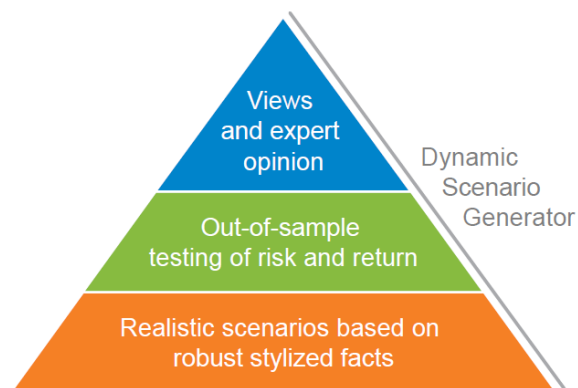 Views
and expert
opinion
Dynamic
Scenario
Generator
Out-of-sample
testing of risk and return
Realistic scenarios based on
robust stylized facts